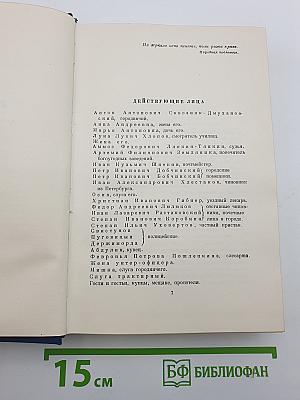 На зеркало неча пенять, коли рожа крива.
Народная пословица.
ДЕЙСТВУЮЩИЕ ЛИЦА
Антон Антонович Сквозник-Дмуханов-
ский, городничий.
Анна Андреевна, жена его.
Марья Антоновна, дочь его.
Лука Лукич Хлопов, смотритель училищ.
Жена его.
Аммос Федорович Ляпкин-Тяпкин, судья.
Артемий Филиппович Земляника, попечитель
богоугодных заведений.
Иван Кузьмич Шпекин, почтмейстер.
Петр Иванович Добчинский
Петр Иванович Бобчинский
} городские помещики.
Иван Александрович Хлестаков, чиновник
из Петербурга.
Осип, слуга его.
Христиан Иванович Гибнер, уездный лекарь.
Федор Андреевич Люлюков
Иван Лазаревич Растаковский
Степан Иванович Коробкин
Степан Ильич Уховертов, частный пристав.
Свистунов
Пуговицын
Держиморда
} полицейские.
Абдулин, купец.
Февронья Петрова Пошлепкина, слесарша.
Жена унтер-офицера.
Мишка, слуга городничего.
Слуга трактирный.
Гости и гостьи, купцы, мещане, просители.
7
15 см
БФ БИБЛИОФАН